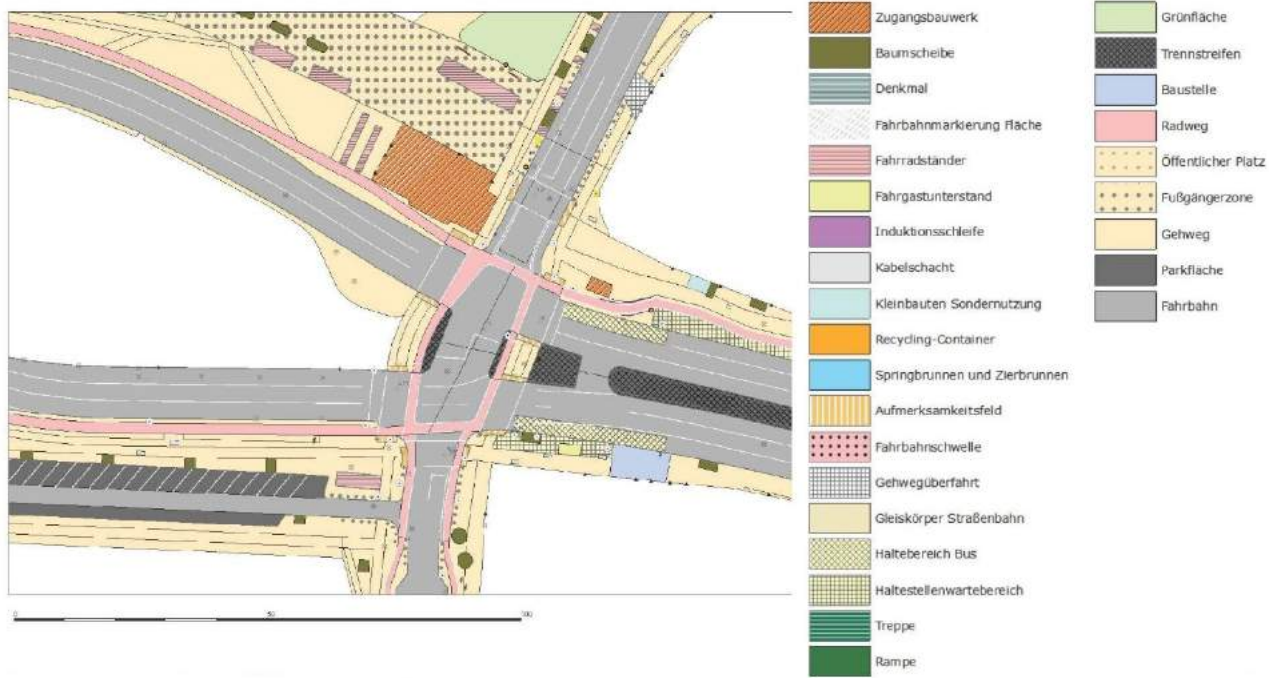 Zugangsbauwerk
Baumscheibe
Denkmal
Fahrbahnmarkierung Fläche
Fahrradständer
Fahrgastunterstand
Induktionsschleife
Kabelschacht
Kleinbauten Sondernutzung
Recycling-Container
Springbrunnen und Zierbrunnen
Aufmerksamkeitsfeld
Fahrbahnschwelle
Gehwegüberfahrt
Gleiskörper Straßenbahn
Haltebereich Bus
Haltestellenwartebereich
Treppe
Rampe
Grünfläche
Trennstreifen
Baustelle
Radweg
Öffentlicher Platz
Fußgängerzone
Gehweg
Parkfläche
Fahrbahn
0 50 100